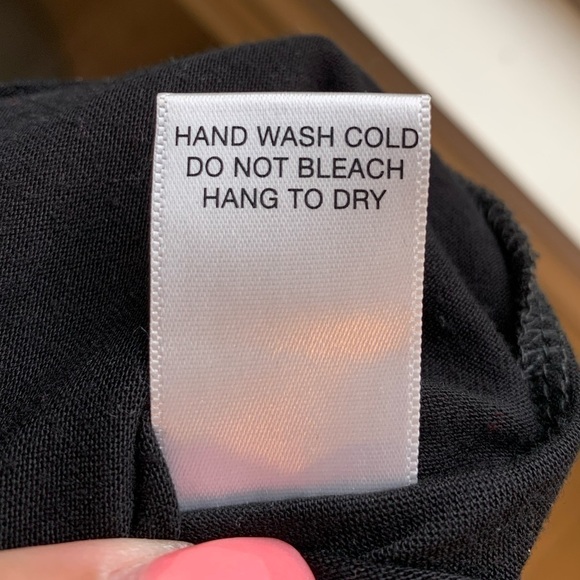 HAND WASH COLD
DO NOT BLEACH
HANG TO DRY